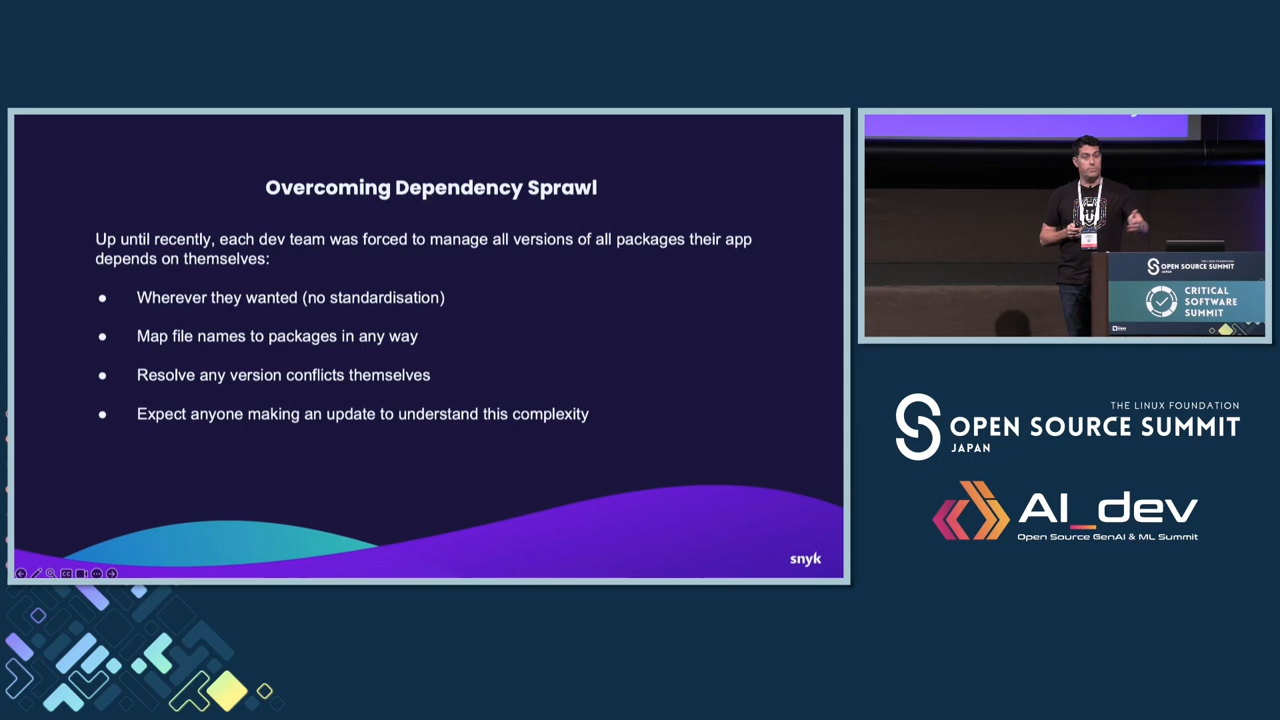 Overcoming Dependency Sprawl
Up until recently, each dev team was forced to manage all versions of all packages their app
depends on themselves:
● Wherever they wanted (no standardisation)
● Map file names to packages in any way
● Resolve any version conflicts themselves
● Expect anyone making an update to understand this complexity
snyk
OPEN SOURCE SUMMIT
JAPAN
CRITICAL
SOFTWARE
SUMMIT
THE LINUX FOUNDATION
OPEN SOURCE SUMMIT
JAPAN
AI_dev
Open Source GenAI & ML Summit